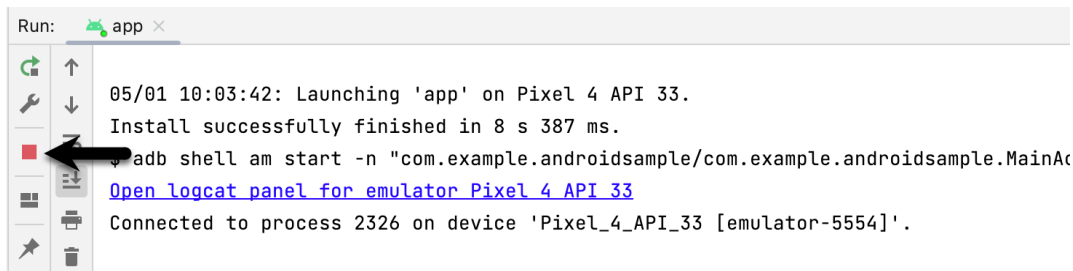 Run: app
05/01 10:03:42: Launching 'app' on Pixel 4 API 33.
Install successfully finished in 8 s 387 ms.
$ adb shell am start -n "com.example.androidsample/com.example.androidsample.MainAc
Open logcat panel for emulator Pixel 4 API 33
Connected to process 2326 on device 'Pixel_4_API_33 [emulator-5554]'.